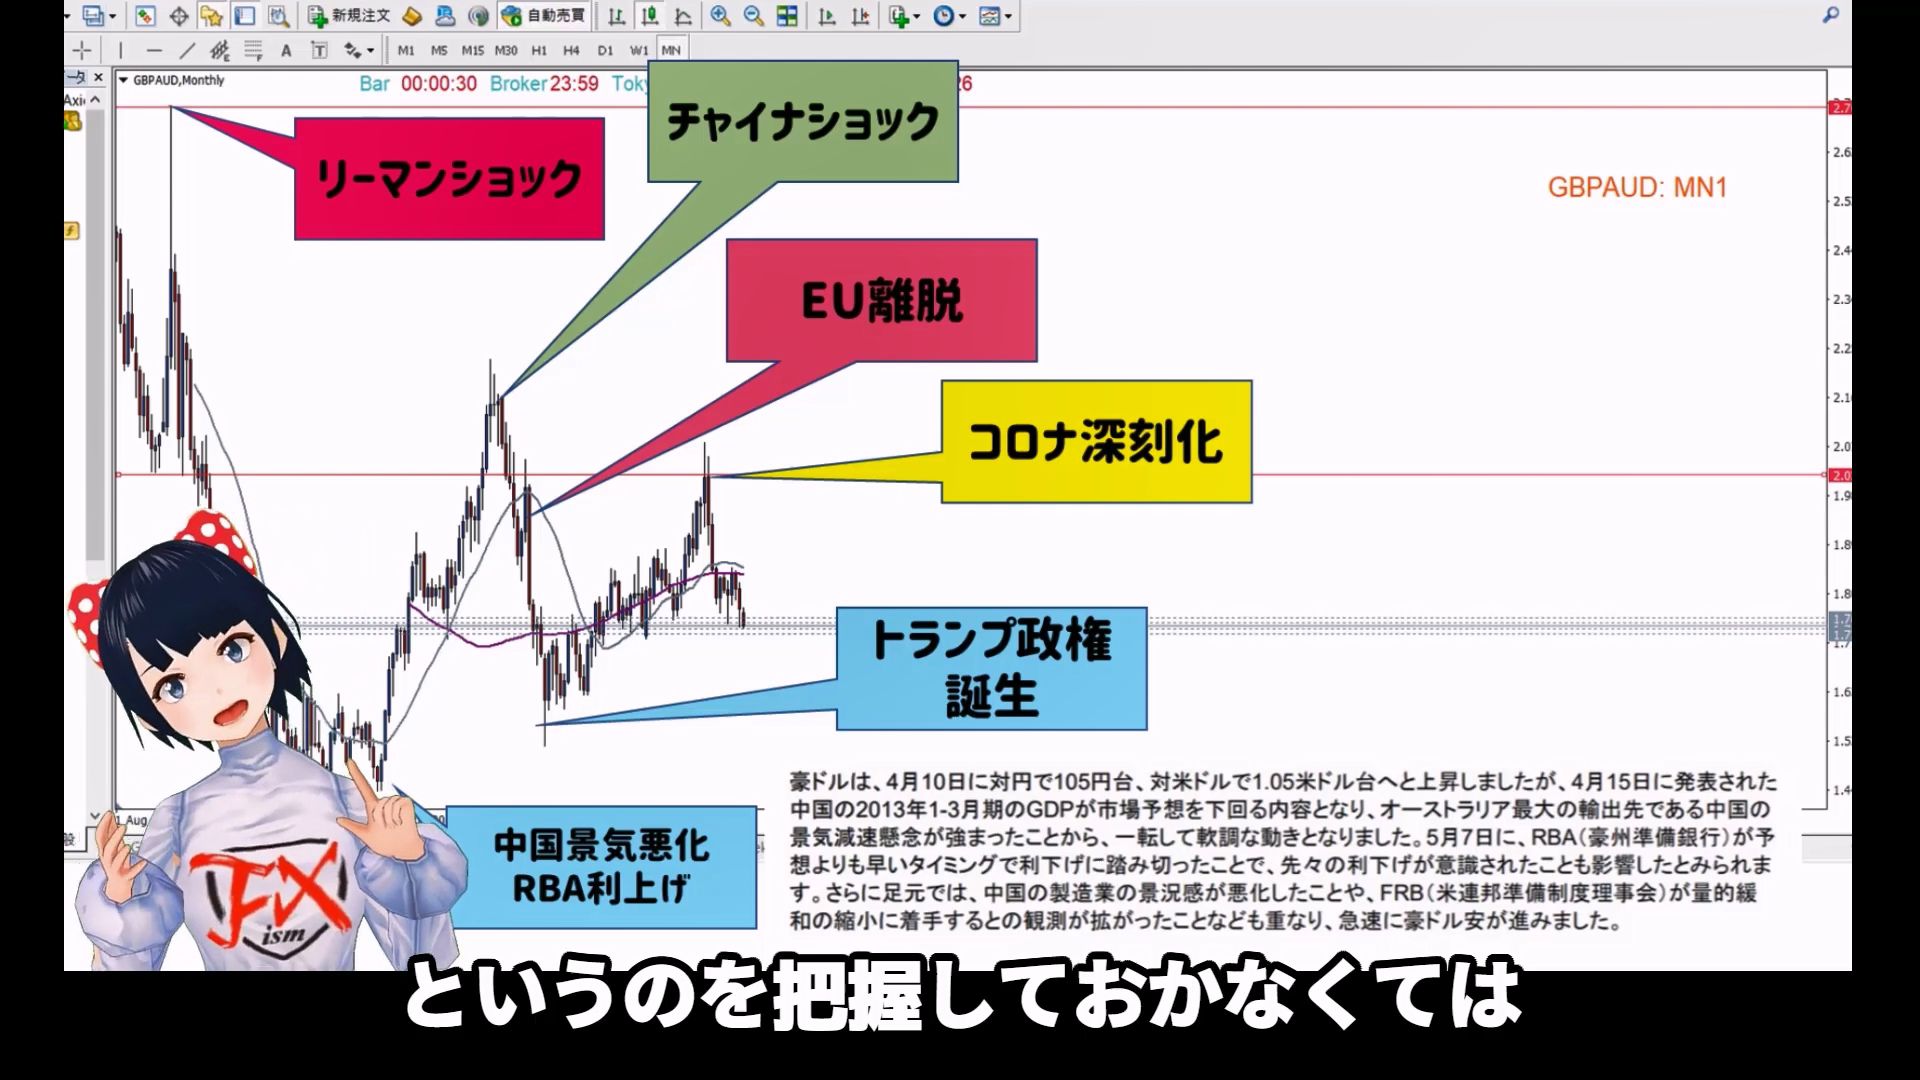 新規注文
自動売買
M1 M5 M15 M30 H1 H4 D1 W1 MN
GBPAUD,Monthly
Bar 00:00:30 Broker 23:59
リーマンショック
チャイナショック
GBPAUD: MN1
EU離脱
コロナ深刻化
トランプ政権
誕生
中国景気悪化
RBA利上げ
豪ドルは、4月10日に対円で105円台、対米ドルで1.05米ドル台へと上昇しましたが、4月15日に発表された
中国の2013年1-3月期のGDPが市場予想を下回る内容となり、オーストラリア最大の輸出先である中国の
景気減速懸念が強まったことから、一転して軟調な動きとなりました。5月7日に、RBA（豪州準備銀行）が予
想よりも早いタイミングで利下げに踏み切ったことで、先々の利下げが意識されたことも影響したとみられま
す。さらに足元では、中国の製造業の景況感が悪化したことや、FRB（米連邦準備制度理事会）が量的緩
和の縮小に着手するとの観測が拡がったことなども重なり、急速に豪ドル安が進みました。
FX
ism
というのを把握しておかなくては